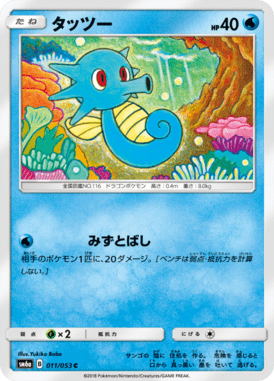 たね タッツー HP40
全国図鑑NO.116 ドラゴンポケモン 高さ:0.4m 重さ:8.0kg
みずとばし
相手のポケモン1匹に、20ダメージ。[ベンチは弱点・抵抗力を計算しない。]
弱点 ×2 抵抗力 にげる
Illus. Yukiko Baba
サンゴの 陰に 住処を 作る。 危険を 感じると
口から 真っ黒い 墨を 吐いて 逃げだす。
SM6a D 011/053 C
©2018 Pokémon/Nintendo/Creatures/GAME FREAK.